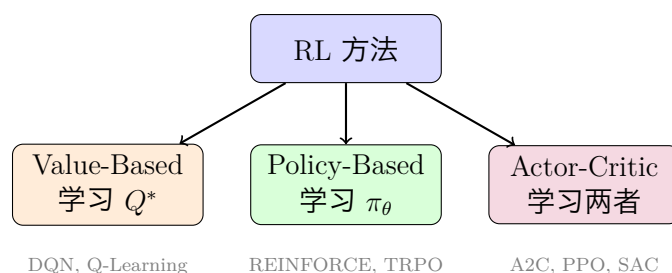 RL 方法
Value-Based
学习 Q*
Policy-Based
学习 πθ
Actor-Critic
学习两者
DQN, Q-Learning
REINFORCE, TRPO
A2C, PPO, SAC